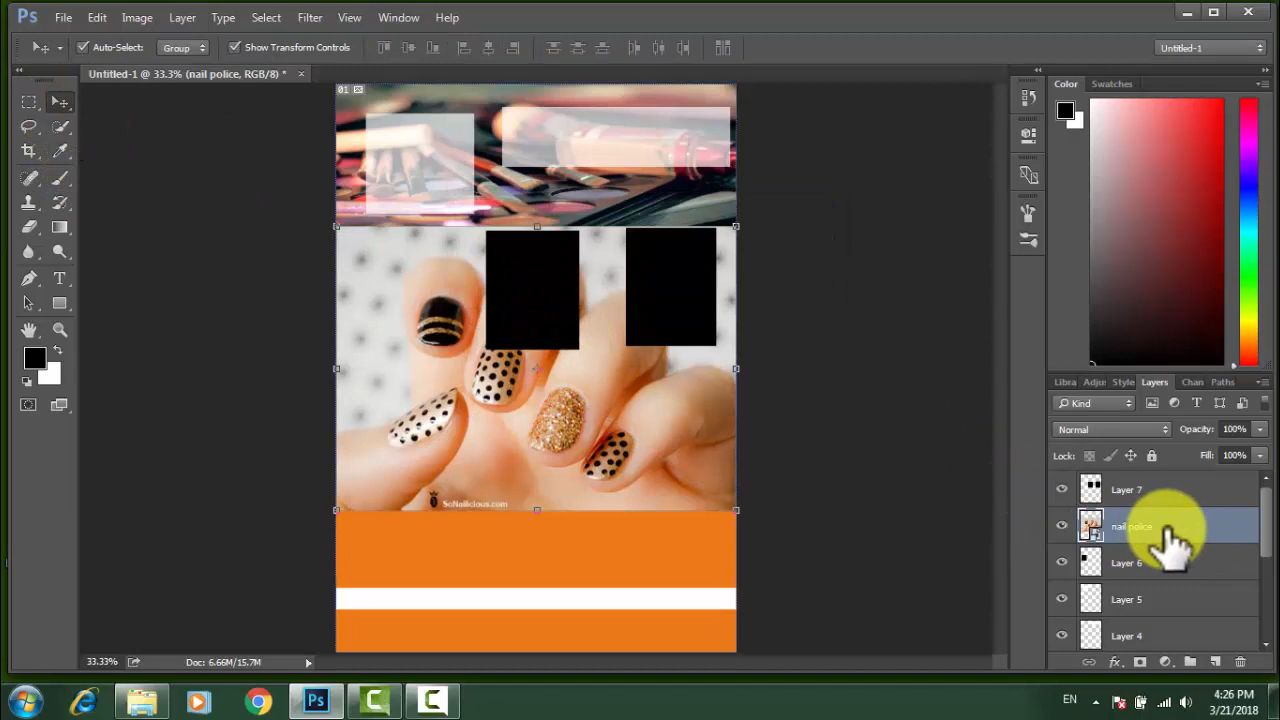 Ps File Edit Image Layer Type Select Filter View Window Help
Auto-Select: Group Show Transform Controls Untitled-1
Untitled-1 @ 33.3% (nail police, RGB/8) * ×
01
Color Swatches
SoNailicious.com
Libra Adjus Style Layers Chan Paths
Kind
Normal Opacity: 100%
Lock: Fill: 100%
Layer 7
nail police
Layer 6
Layer 5
Layer 4
33.33% Doc: 6.66M/15.7M
Ps
EN
4:26 PM
3/21/2018